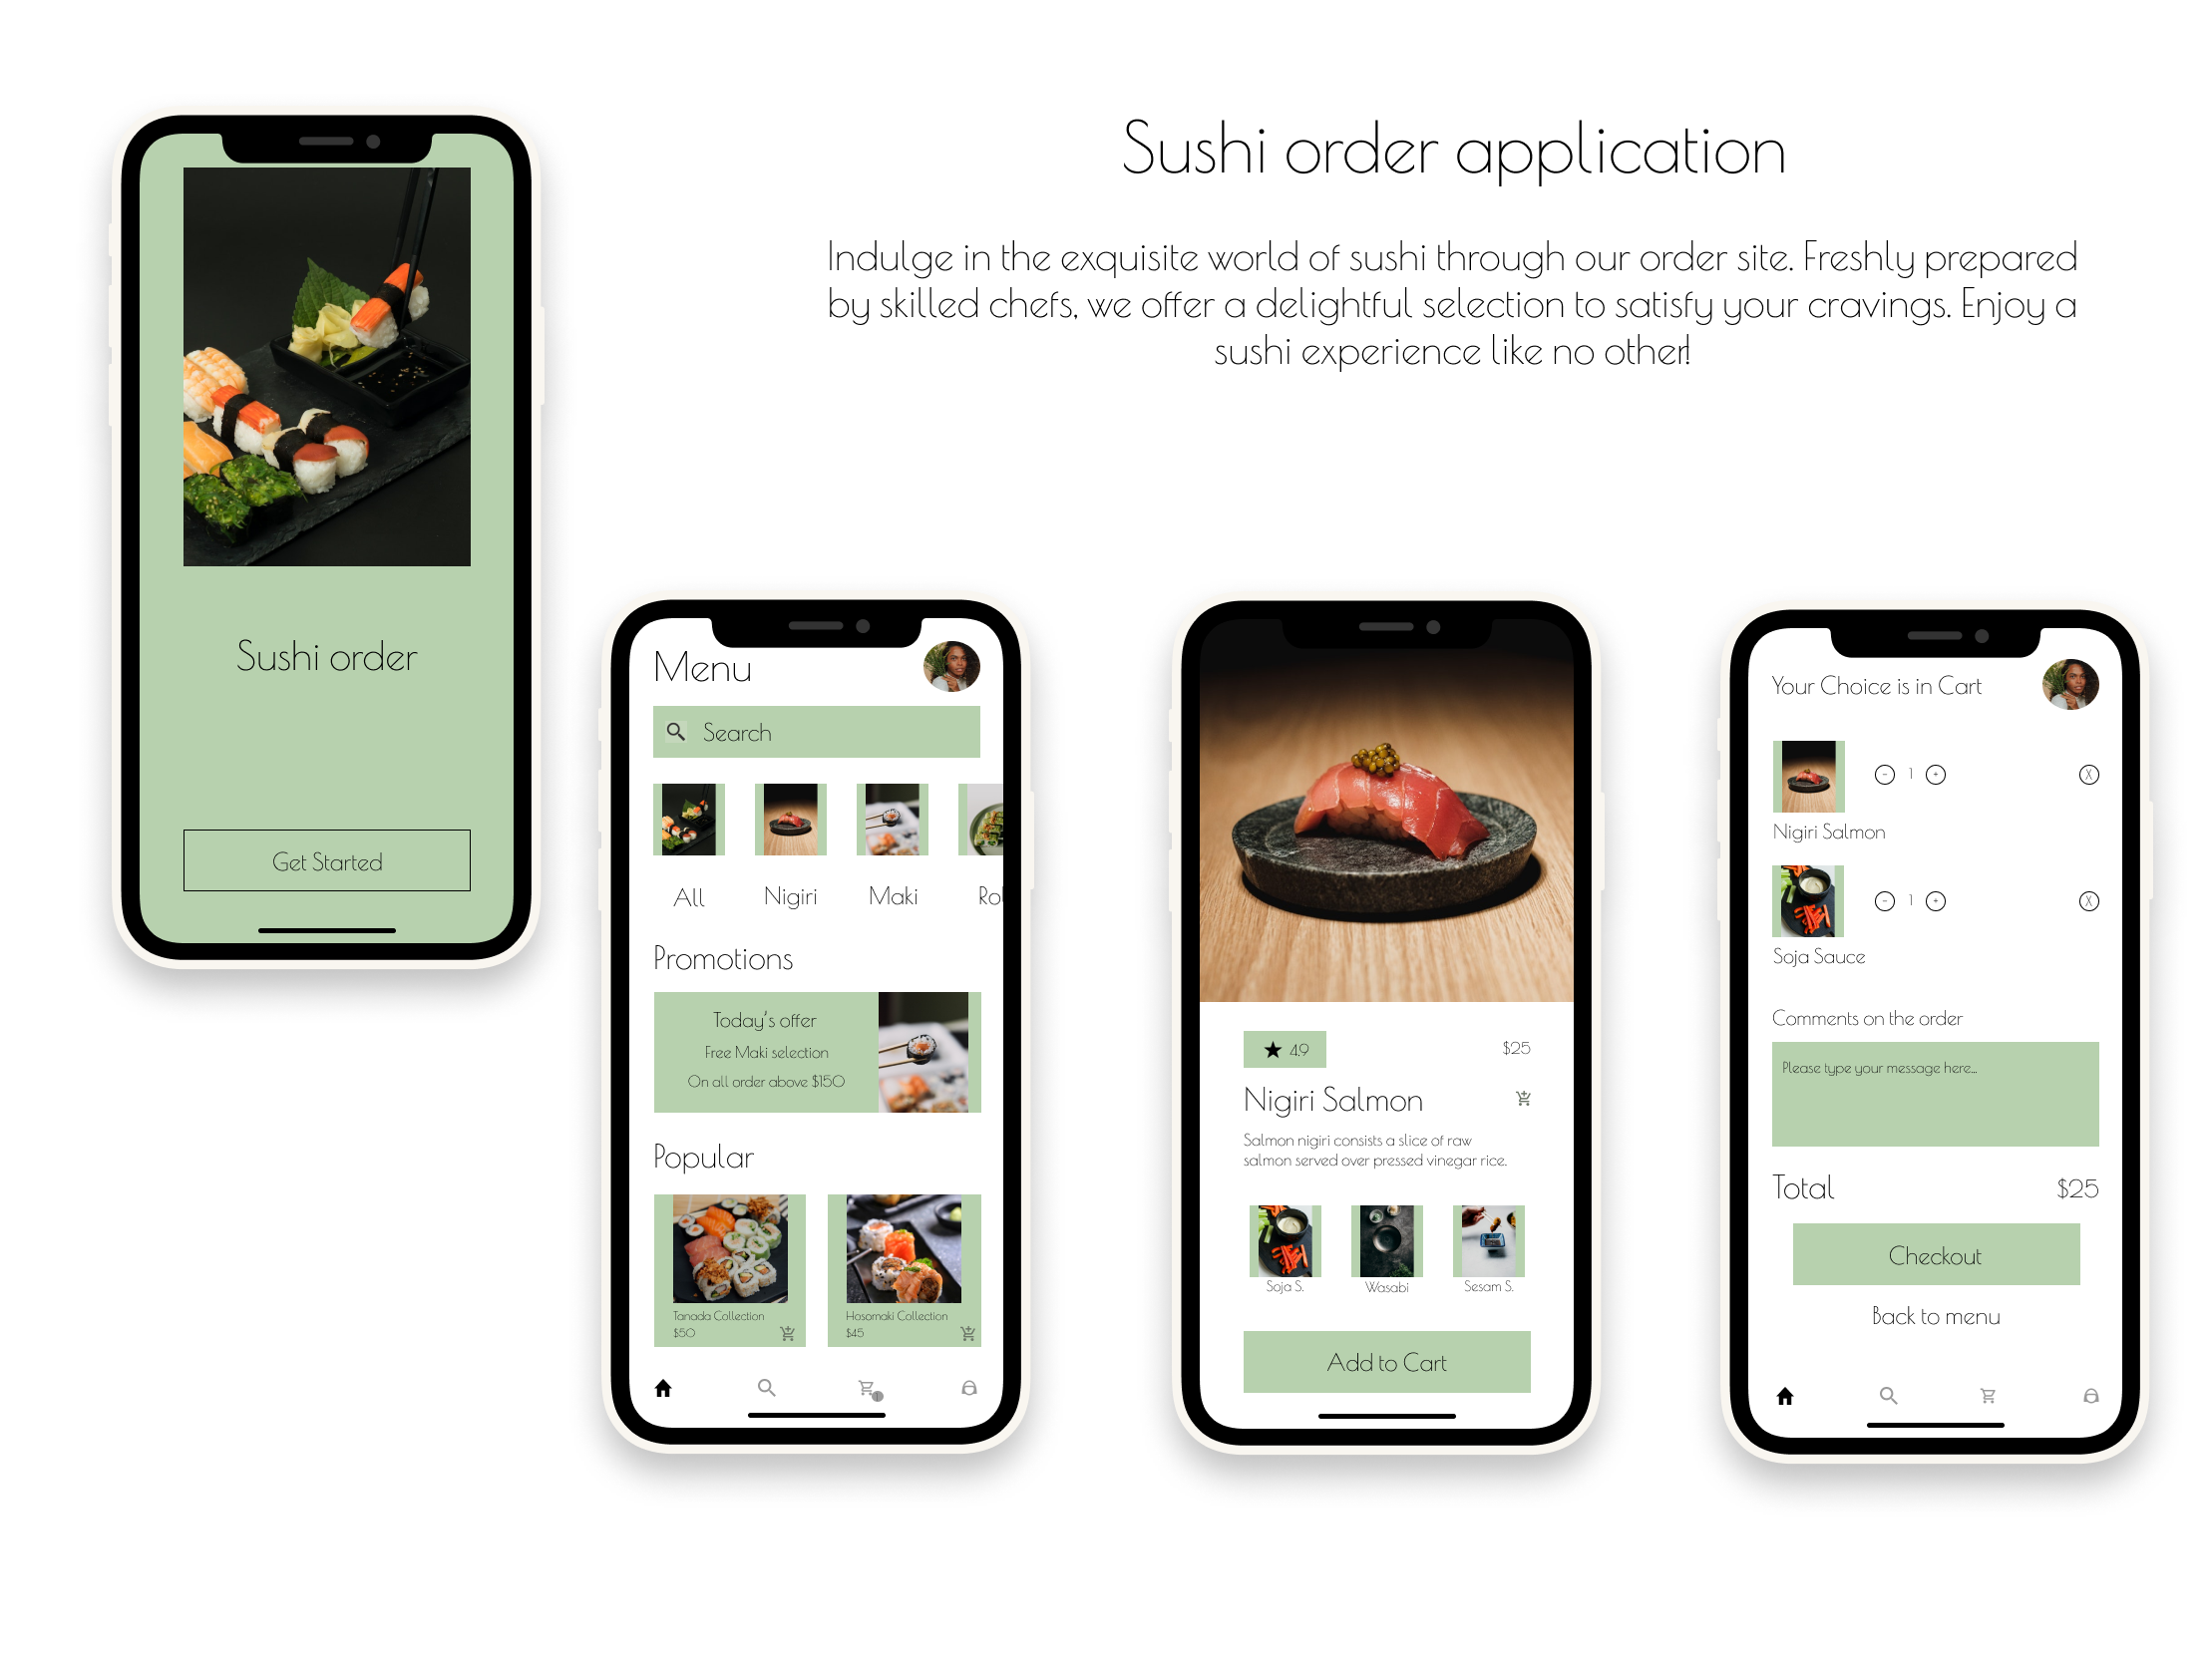 Sushi order application
Indulge in the exquisite world of sushi through our order site. Freshly prepared
by skilled chefs, we offer a delightful selection to satisfy your cravings. Enjoy a
sushi experience like no other!
Sushi order
Get Started
Menu
Search
All Nigiri Maki Rol
Promotions
Today's offer
Free Maki selection
On all order above $150
Popular
Tanada Collection
$50
Hosomaki Collection
$45
4.9
$25
Nigiri Salmon
Salmon nigiri consists a slice of raw
salmon served over pressed vinegar rice.
Soja S. Wasabi Sesam S.
Add to Cart
Your Choice is in Cart
- 1 + X
Nigiri Salmon
- 1 + X
Soja Sauce
Comments on the order
Please type your message here...
Total $25
Checkout
Back to menu